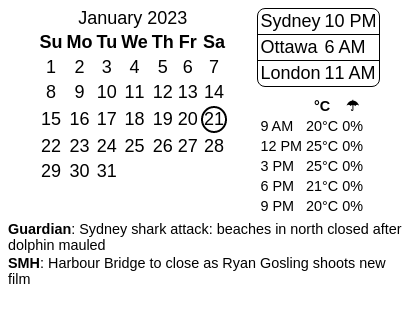 January 2023
Su Mo Tu We Th Fr Sa
1 2 3 4 5 6 7
8 9 10 11 12 13 14
15 16 17 18 19 20 21
22 23 24 25 26 27 28
29 30 31
Sydney 10 PM
Ottawa 6 AM
London 11 AM
°C ☂
9 AM 20°C 0%
12 PM 25°C 0%
3 PM 25°C 0%
6 PM 21°C 0%
9 PM 20°C 0%
Guardian: Sydney shark attack: beaches in north closed after
dolphin mauled
SMH: Harbour Bridge to close as Ryan Gosling shoots new
film